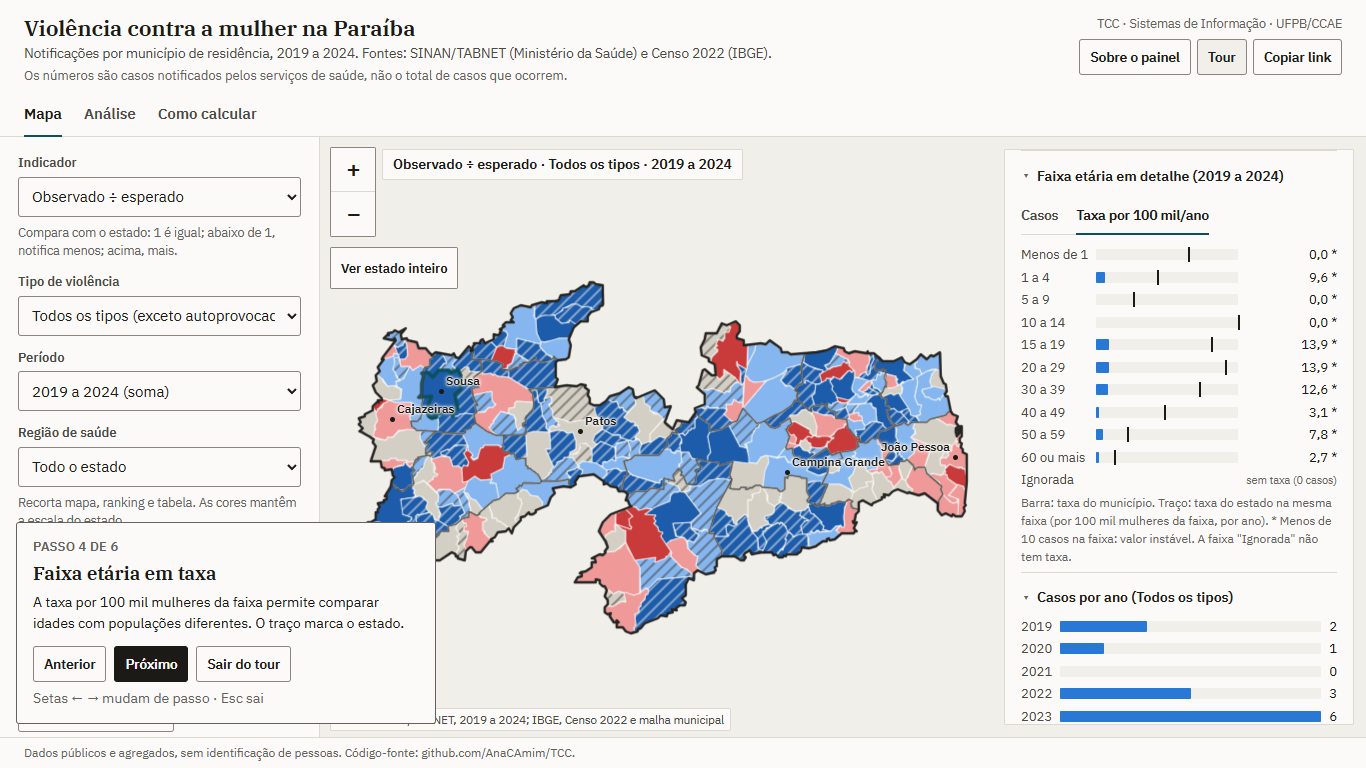 Violência contra a mulher na Paraíba
Notificações por município de residência, 2019 a 2024. Fontes: SINAN/TABNET (Ministério da Saúde) e Censo 2022 (IBGE).
Os números são casos notificados pelos serviços de saúde, não o total de casos que ocorrem.
TCC · Sistemas de Informação · UFPB/CCAE
Sobre o painel
Tour
Copiar link
Mapa
Análise
Como calcular
Indicador
Observado ÷ esperado
Compara com o estado: 1 é igual; abaixo de 1,
notifica menos; acima, mais.
Tipo de violência
Todos os tipos (exceto autoprovocac
Período
2019 a 2024 (soma)
Região de saúde
Todo o estado
Recorta mapa, ranking e tabela. As cores mantêm
a escala do estado.
PASSO 4 DE 6
Faixa etária em taxa
A taxa por 100 mil mulheres da faixa permite comparar
idades com populações diferentes. O traço marca o estado.
Anterior
Próximo
Sair do tour
Setas ← → mudam de passo · Esc sai
+
−
Observado ÷ esperado · Todos os tipos · 2019 a 2024
Ver estado inteiro
Sousa
Cajazeiras
Patos
João Pessoa
Campina Grande
NET, 2019 a 2024; IBGE, Censo 2022 e malha municipal
Faixa etária em detalhe (2019 a 2024)
Casos
Taxa por 100 mil/ano
Menos de 1 0,0 *
1 a 4 9,6 *
5 a 9 0,0 *
10 a 14 0,0 *
15 a 19 13,9 *
20 a 29 13,9 *
30 a 39 12,6 *
40 a 49 3,1 *
50 a 59 7,8 *
60 ou mais 2,7 *
Ignorada sem taxa (0 casos)
Barra: taxa do município. Traço: taxa do estado na mesma
faixa (por 100 mil mulheres da faixa, por ano). * Menos de
10 casos na faixa: valor instável. A faixa "Ignorada" não
tem taxa.
Casos por ano (Todos os tipos)
2019 2
2020 1
2021 0
2022 3
2023 6
Dados públicos e agregados, sem identificação de pessoas. Código-fonte: github.com/AnaCAmim/TCC.